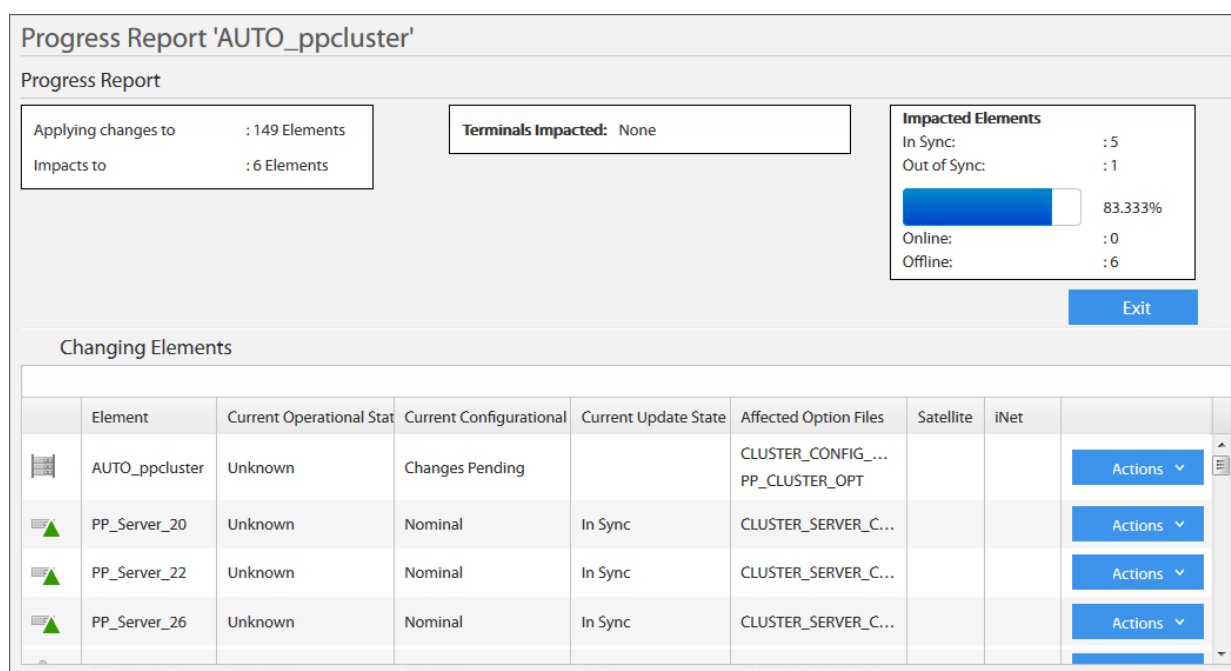 Progress Report 'AUTO_ppcluster'
Progress Report
Applying changes to : 149 Elements
Impacts to : 6 Elements
Terminals Impacted: None
Impacted Elements
In Sync: : 5
Out of Sync: : 1
83.333%
Online: : 0
Offline: : 6
Exit
Changing Elements
Element Current Operational Stat Current Configurational Current Update State Affected Option Files Satellite iNet
AUTO_ppcluster Unknown Changes Pending CLUSTER_CONFIG_... Actions
PP_CLUSTER_OPT
PP_Server_20 Unknown Nominal In Sync CLUSTER_SERVER_C... Actions
PP_Server_22 Unknown Nominal In Sync CLUSTER_SERVER_C... Actions
PP_Server_26 Unknown Nominal In Sync CLUSTER_SERVER_C... Actions